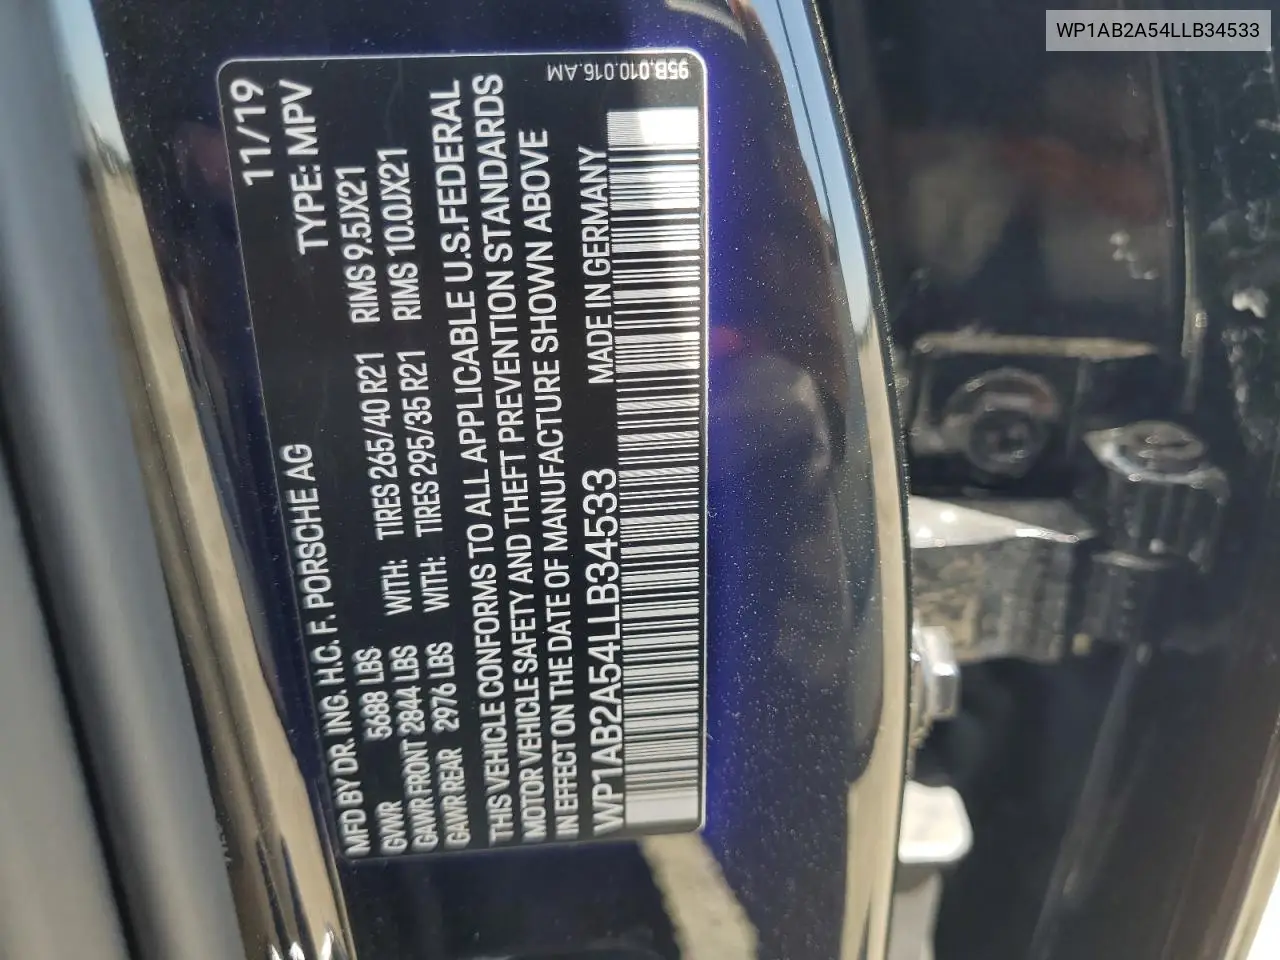 WP1AB2A54LLB34533
MFD BY DR. ING. H.C. F. PORSCHE AG 11/19
GVWR 5688 LBS TYPE: MPV
GAWR FRONT 2844 LBS WITH: TIRES 265/40 R21 RIMS 9.5JX21
GAWR REAR 2976 LBS WITH: TIRES 295/35 R21 RIMS 10.0JX21
THIS VEHICLE CONFORMS TO ALL APPLICABLE U.S.FEDERAL
MOTOR VEHICLE SAFETY AND THEFT PREVENTION STANDARDS
IN EFFECT ON THE DATE OF MANUFACTURE SHOWN ABOVE
WP1AB2A54LLB34533 MADE IN GERMANY
95B.010.016.AM